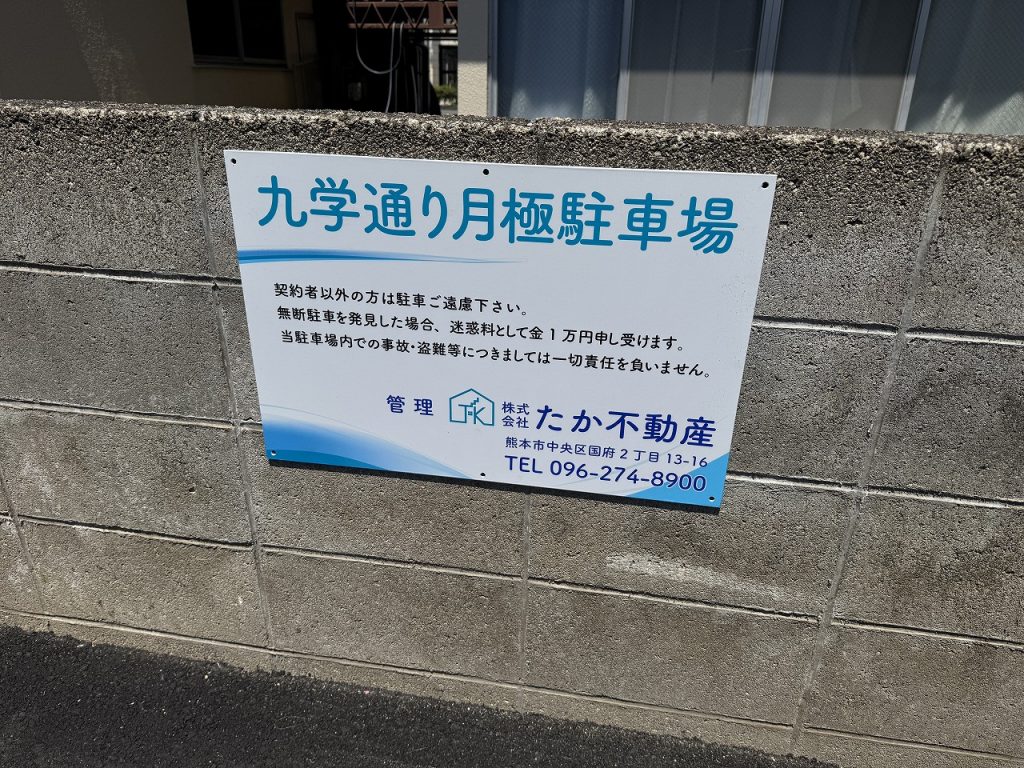 九学通り月極駐車場
契約者以外の方は駐車ご遠慮下さい。
無断駐車を発見した場合、迷惑料として金1万円申し受けます。
当駐車場内での事故・盗難等につきましては一切責任を負いません。
管理 TK 株式会社 たか不動産
熊本市中央区国府2丁目13-16
TEL 096-274-8900